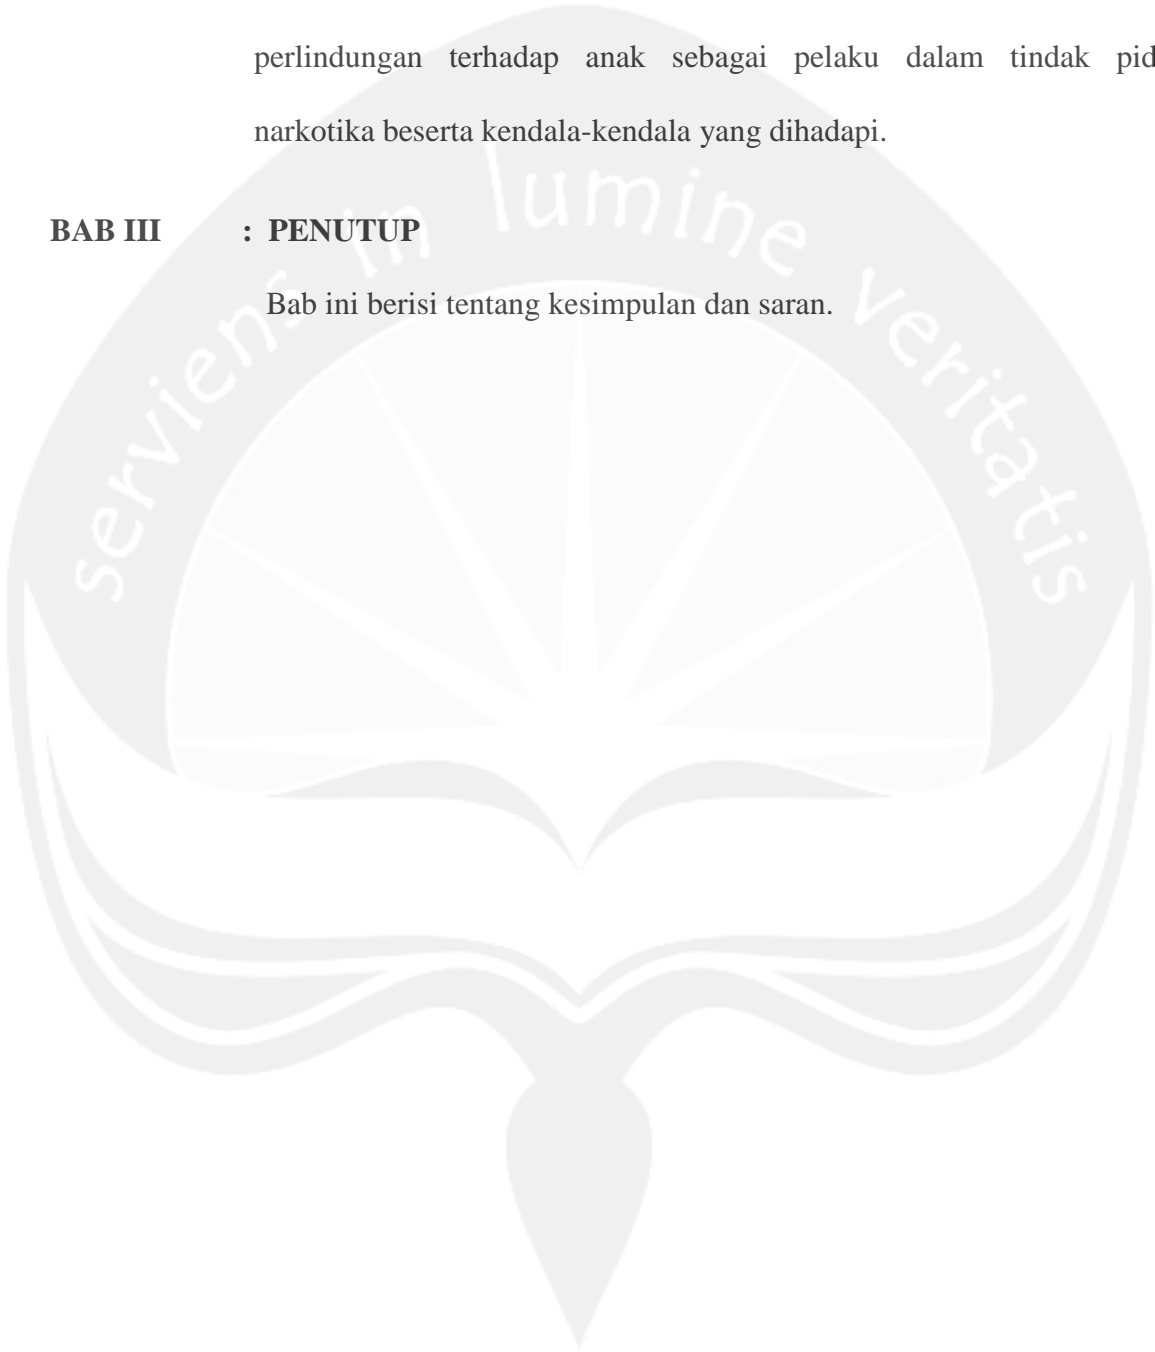 perlindungan terhadap anak sebagai pelaku dalam tindak pid
narkotika beserta kendala-kendala yang dihadapi.
BAB III : PENUTUP
Bab ini berisi tentang kesimpulan dan saran.
serviens in lumine veritatis